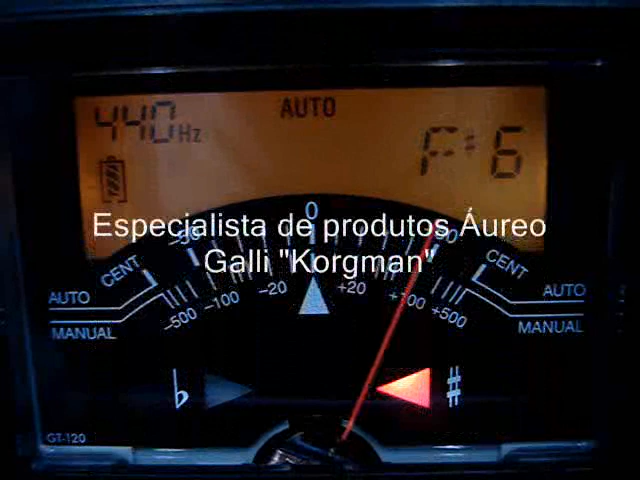 440Hz
AUTO
F# 6
Especialista de produtos Áureo
Galli "Korgman"
0
CENT
CENT
AUTO
AUTO
MANUAL
MANUAL
-500 -100 -20 +20 +100 +500
b
#
GT-120